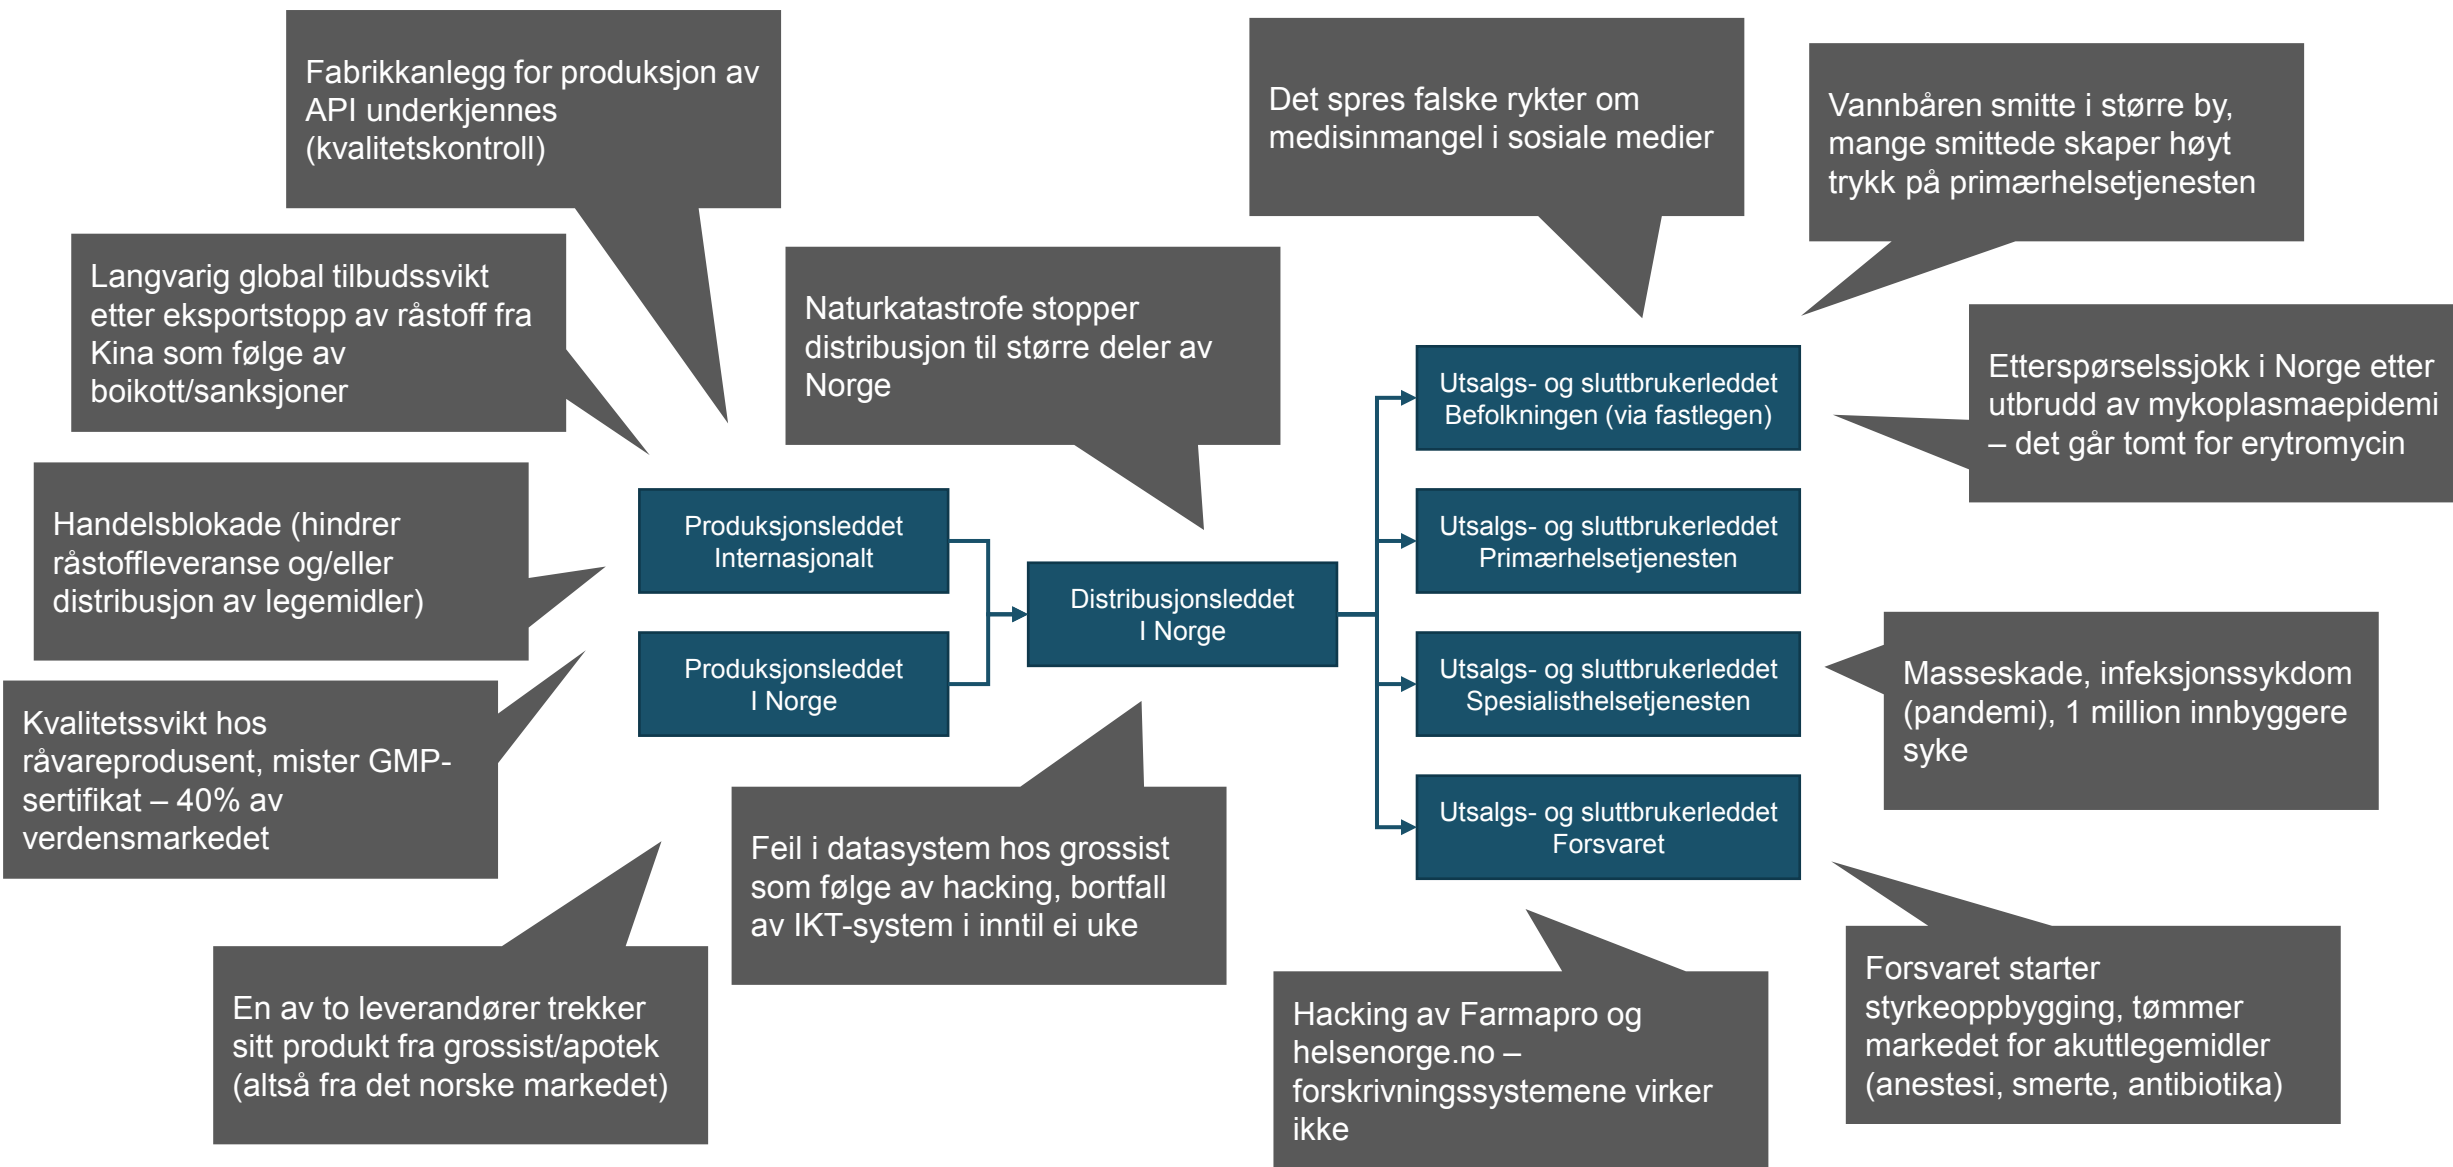 Fabrikkanlegg for produksjon av
API underkjennes
(kvalitetskontroll)
Det spres falske rykter om
medisinmangel i sosiale medier
Vannbåren smitte i større by,
mange smittede skaper høyt
trykk på primærhelsetjenesten
Langvarig global tilbudssvikt
etter eksportstopp av råstoff fra
Kina som følge av
boikott/sanksjoner
Naturkatastrofe stopper
distribusjon til større deler av
Norge
Etterspørselssjokk i Norge etter
utbrudd av mykoplasmaepidemi
– det går tomt for erytromycin
Handelsblokade (hindrer
råstoffleveranse og/eller
distribusjon av legemidler)
Produksjonsleddet
Internasjonalt
Produksjonsleddet
I Norge
Distribusjonsleddet
I Norge
Utsalgs- og sluttbrukerleddet
Befolkningen (via fastlegen)
Utsalgs- og sluttbrukerleddet
Primærhelsetjenesten
Utsalgs- og sluttbrukerleddet
Spesialisthelsetjenesten
Utsalgs- og sluttbrukerleddet
Forsvaret
Masseskade, infeksjonssykdom
(pandemi), 1 million innbyggere
syke
Kvalitetssvikt hos
råvareprodusent, mister GMP-
sertifikat – 40% av
verdensmarkedet
Feil i datasystem hos grossist
som følge av hacking, bortfall
av IKT-system i inntil ei uke
En av to leverandører trekker
sitt produkt fra grossist/apotek
(altså fra det norske markedet)
Hacking av Farmapro og
helsenorge.no –
forskrivningssystemene virker
ikke
Forsvaret starter
styrkeoppbygging, tømmer
markedet for akuttlegemidler
(anestesi, smerte, antibiotika)